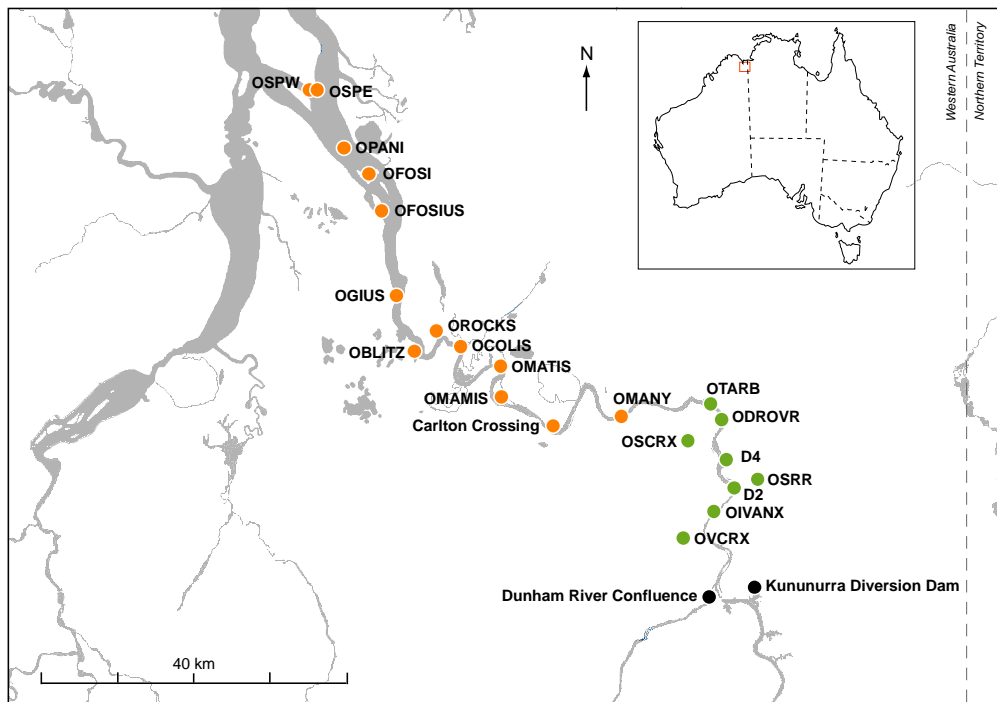 N
Western Australia
Northern Territory
OSPW
OSPE
OPANI
OFOSI
OFOSIUS
OGIUS
OROCKS
OCOLIS
OBLITZ
OMATIS
OMAMIS
OMANY
Carlton Crossing
OTARB
ODROVR
OSCRX
D4
OSRR
D2
OIVANX
OVCRX
Kununurra Diversion Dam
Dunham River Confluence
40 km